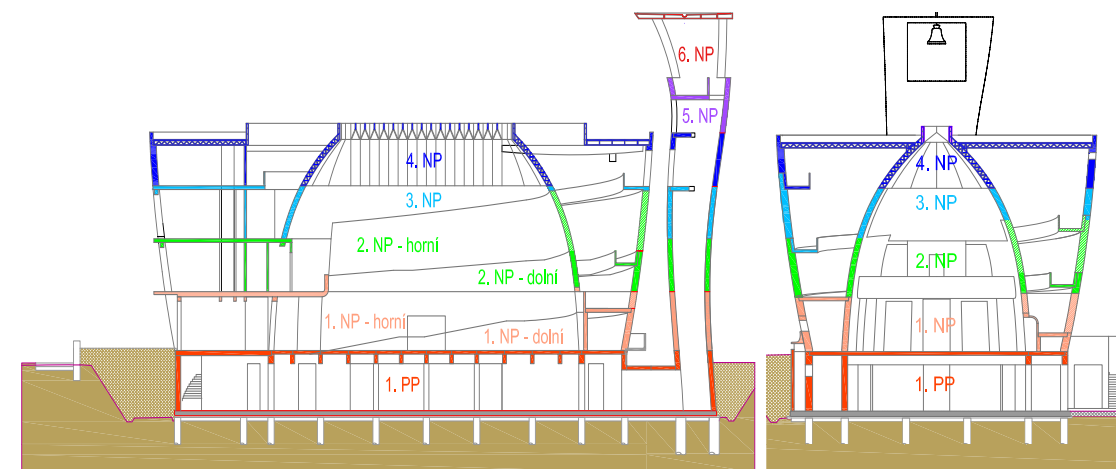 6. NP
5. NP
4. NP
3. NP
2. NP - horní
2. NP - dolní
1. NP - horní
1. NP - dolní
1. PP
4. NP
3. NP
2. NP
1. NP
1. PP